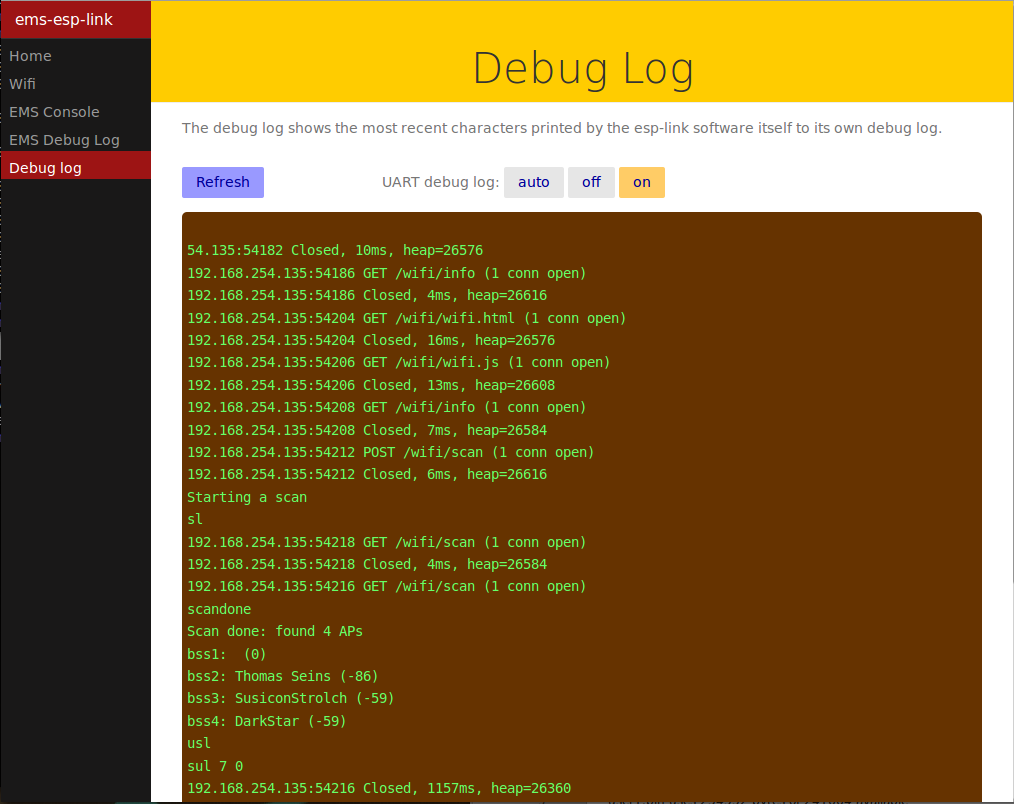 ems-esp-link
Home
Wifi
EMS Console
EMS Debug Log
Debug log
Debug Log
The debug log shows the most recent characters printed by the esp-link software itself to its own debug log.
Refresh UART debug log: auto off on
54.135:54182 Closed, 10ms, heap=26576
192.168.254.135:54186 GET /wifi/info (1 conn open)
192.168.254.135:54186 Closed, 4ms, heap=26616
192.168.254.135:54204 GET /wifi/wifi.html (1 conn open)
192.168.254.135:54204 Closed, 16ms, heap=26576
192.168.254.135:54206 GET /wifi/wifi.js (1 conn open)
192.168.254.135:54206 Closed, 13ms, heap=26608
192.168.254.135:54208 GET /wifi/info (1 conn open)
192.168.254.135:54208 Closed, 7ms, heap=26584
192.168.254.135:54212 POST /wifi/scan (1 conn open)
192.168.254.135:54212 Closed, 6ms, heap=26616
Starting a scan
sl
192.168.254.135:54218 GET /wifi/scan (1 conn open)
192.168.254.135:54218 Closed, 4ms, heap=26584
192.168.254.135:54216 GET /wifi/scan (1 conn open)
scandone
Scan done: found 4 APs
bss1:  (0)
bss2: Thomas Seins (-86)
bss3: SusiconStrolch (-59)
bss4: DarkStar (-59)
usl
sul 7 0
192.168.254.135:54216 Closed, 1157ms, heap=26360